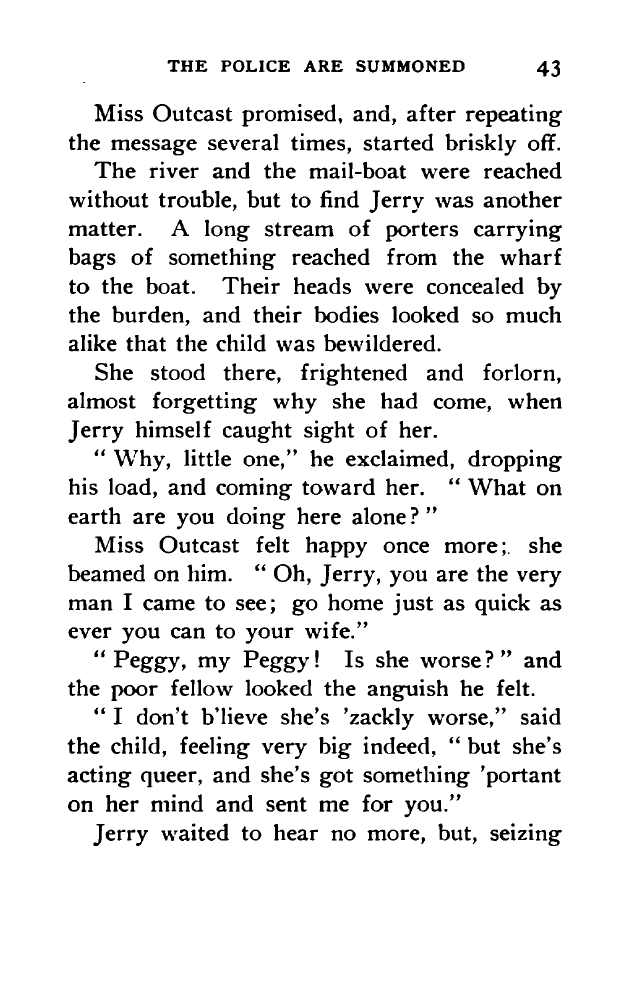 THE POLICE ARE SUMMONED 43
Miss Outcast promised, and, after repeating
the message several times, started briskly off.
The river and the mail-boat were reached
without trouble, but to find Jerry was another
matter. A long stream of porters carrying
bags of something reached from the wharf
to the boat. Their heads were concealed by
the burden, and their bodies looked so much
alike that the child was bewildered.
She stood there, frightened and forlorn,
almost forgetting why she had come, when
Jerry himself caught sight of her.
“ Why, little one,” he exclaimed, dropping
his load, and coming toward her. “ What on
earth are you doing here alone? ”
Miss Outcast felt happy once more; she
beamed on him. “ Oh, Jerry, you are the very
man I came to see; go home just as quick as
ever you can to your wife.”
“ Peggy, my Peggy! Is she worse? ” and
the poor fellow looked the anguish he felt.
“ I don't b'lieve she's 'zackly worse,” said
the child, feeling very big indeed, “ but she's
acting queer, and she's got something 'portant
on her mind and sent me for you.”
Jerry waited to hear no more, but, seizing